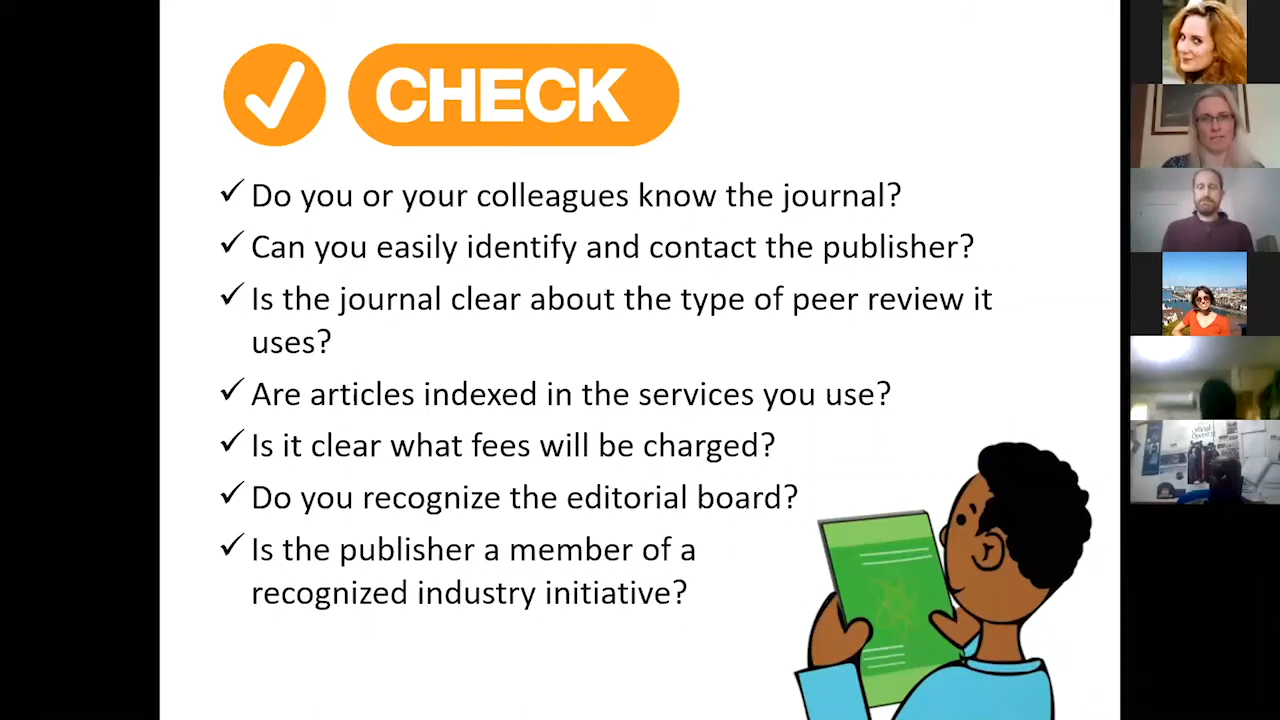 CHECK
✓ Do you or your colleagues know the journal?
✓ Can you easily identify and contact the publisher?
✓ Is the journal clear about the type of peer review it
uses?
✓ Are articles indexed in the services you use?
✓ Is it clear what fees will be charged?
✓ Do you recognize the editorial board?
✓ Is the publisher a member of a
recognized industry initiative?